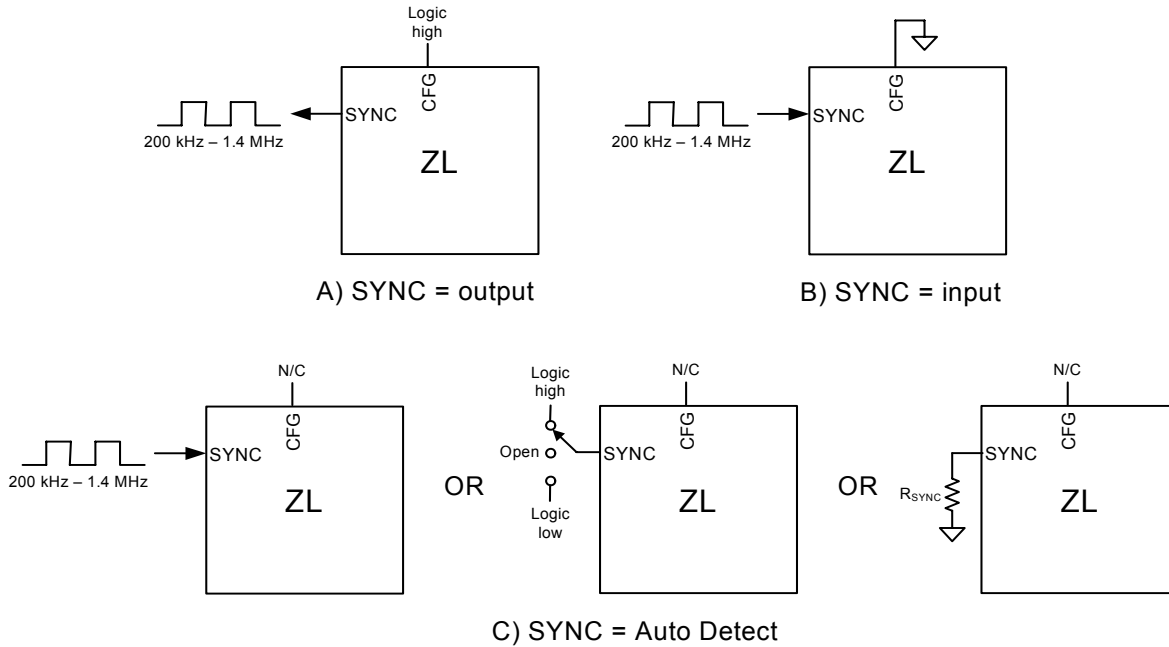 Logic
high
CFG
SYNC
200 kHz – 1.4 MHz
ZL
A) SYNC = output
CFG
SYNC
200 kHz – 1.4 MHz
ZL
B) SYNC = input
N/C
CFG
SYNC
200 kHz – 1.4 MHz
ZL
OR
Logic
high
Open
Logic
low
N/C
CFG
SYNC
ZL
OR
N/C
CFG
SYNC
RSYNC
ZL
C) SYNC = Auto Detect